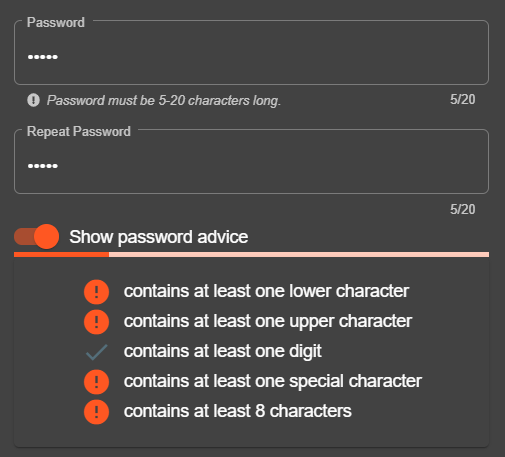 Password
•••••
Password must be 5-20 characters long. 5/20
Repeat Password
•••••
5/20
Show password advice
contains at least one lower character
contains at least one upper character
contains at least one digit
contains at least one special character
contains at least 8 characters